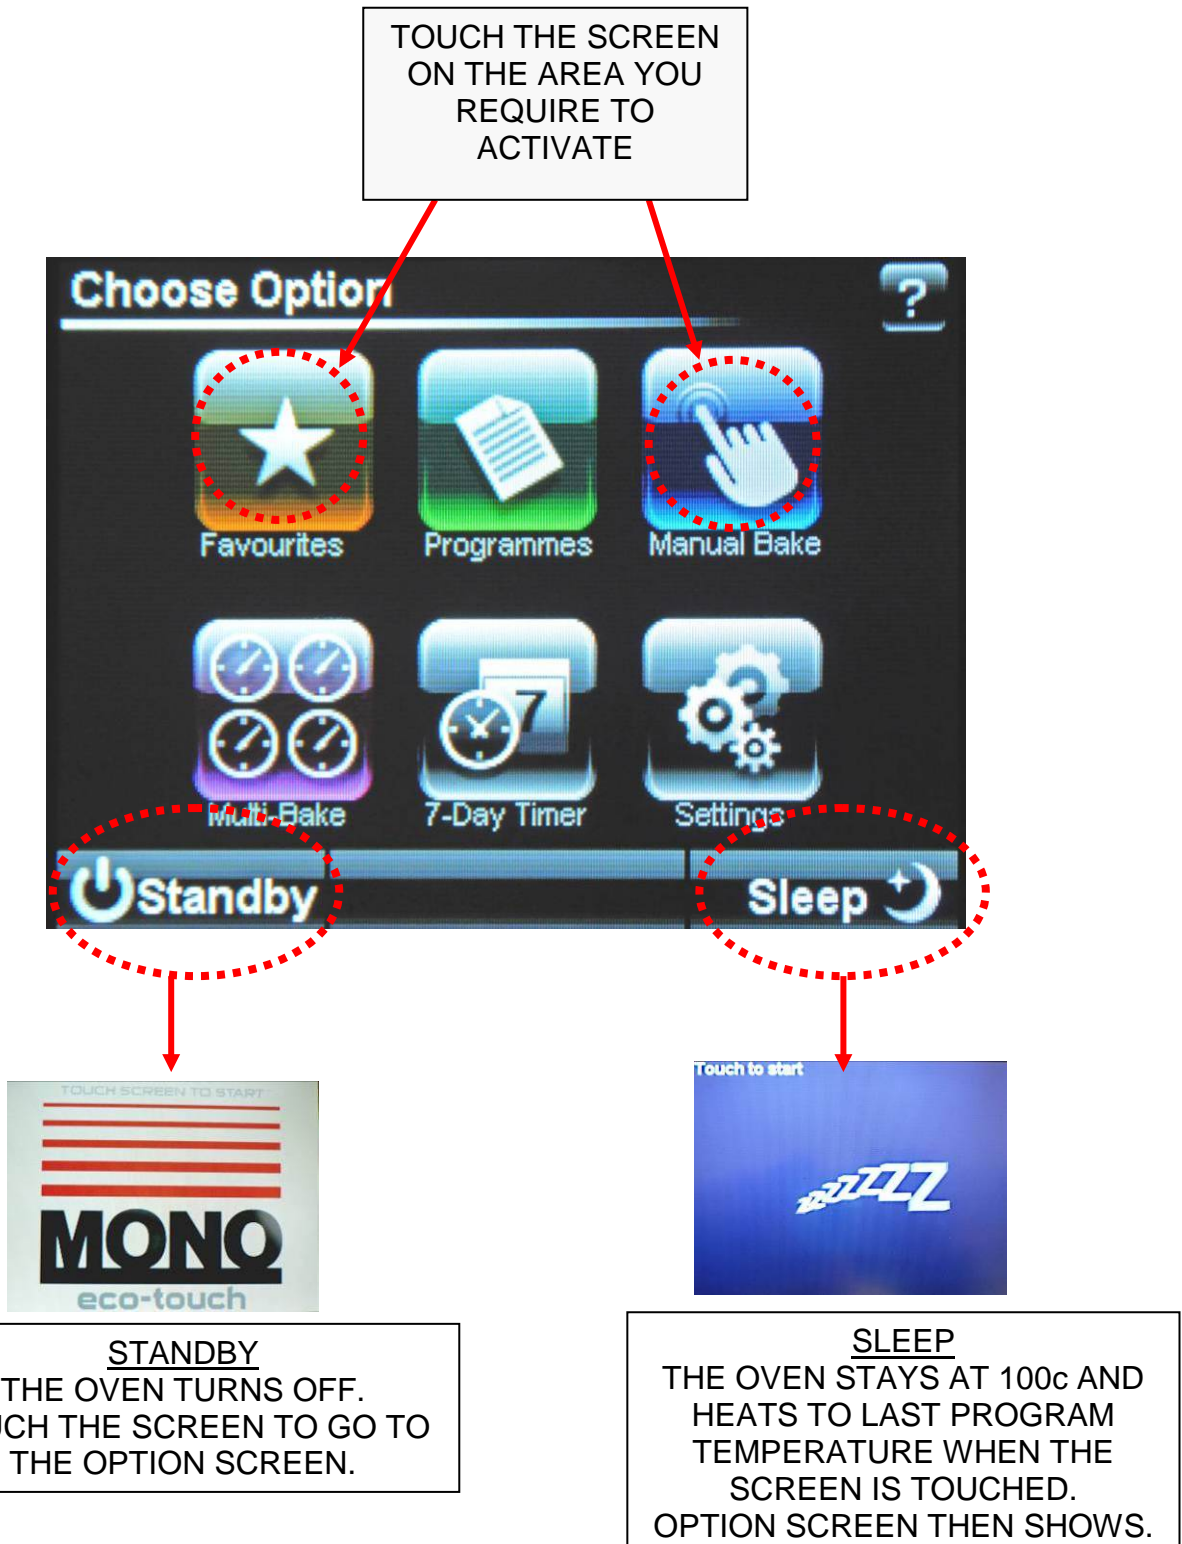 TOUCH THE SCREEN
ON THE AREA YOU
REQUIRE TO
ACTIVATE
Choose Option
?
Favourites
Programmes
Manual Bake
7
Multi-Bake
7-Day Timer
Settings
Standby
Sleep
TOUCH SCREEN TO START
MONO
eco-touch
Touch to start
zzzzzZZ
STANDBY
THE OVEN TURNS OFF.
UCH THE SCREEN TO GO TO
THE OPTION SCREEN.
SLEEP
THE OVEN STAYS AT 100c AND
HEATS TO LAST PROGRAM
TEMPERATURE WHEN THE
SCREEN IS TOUCHED.
OPTION SCREEN THEN SHOWS.